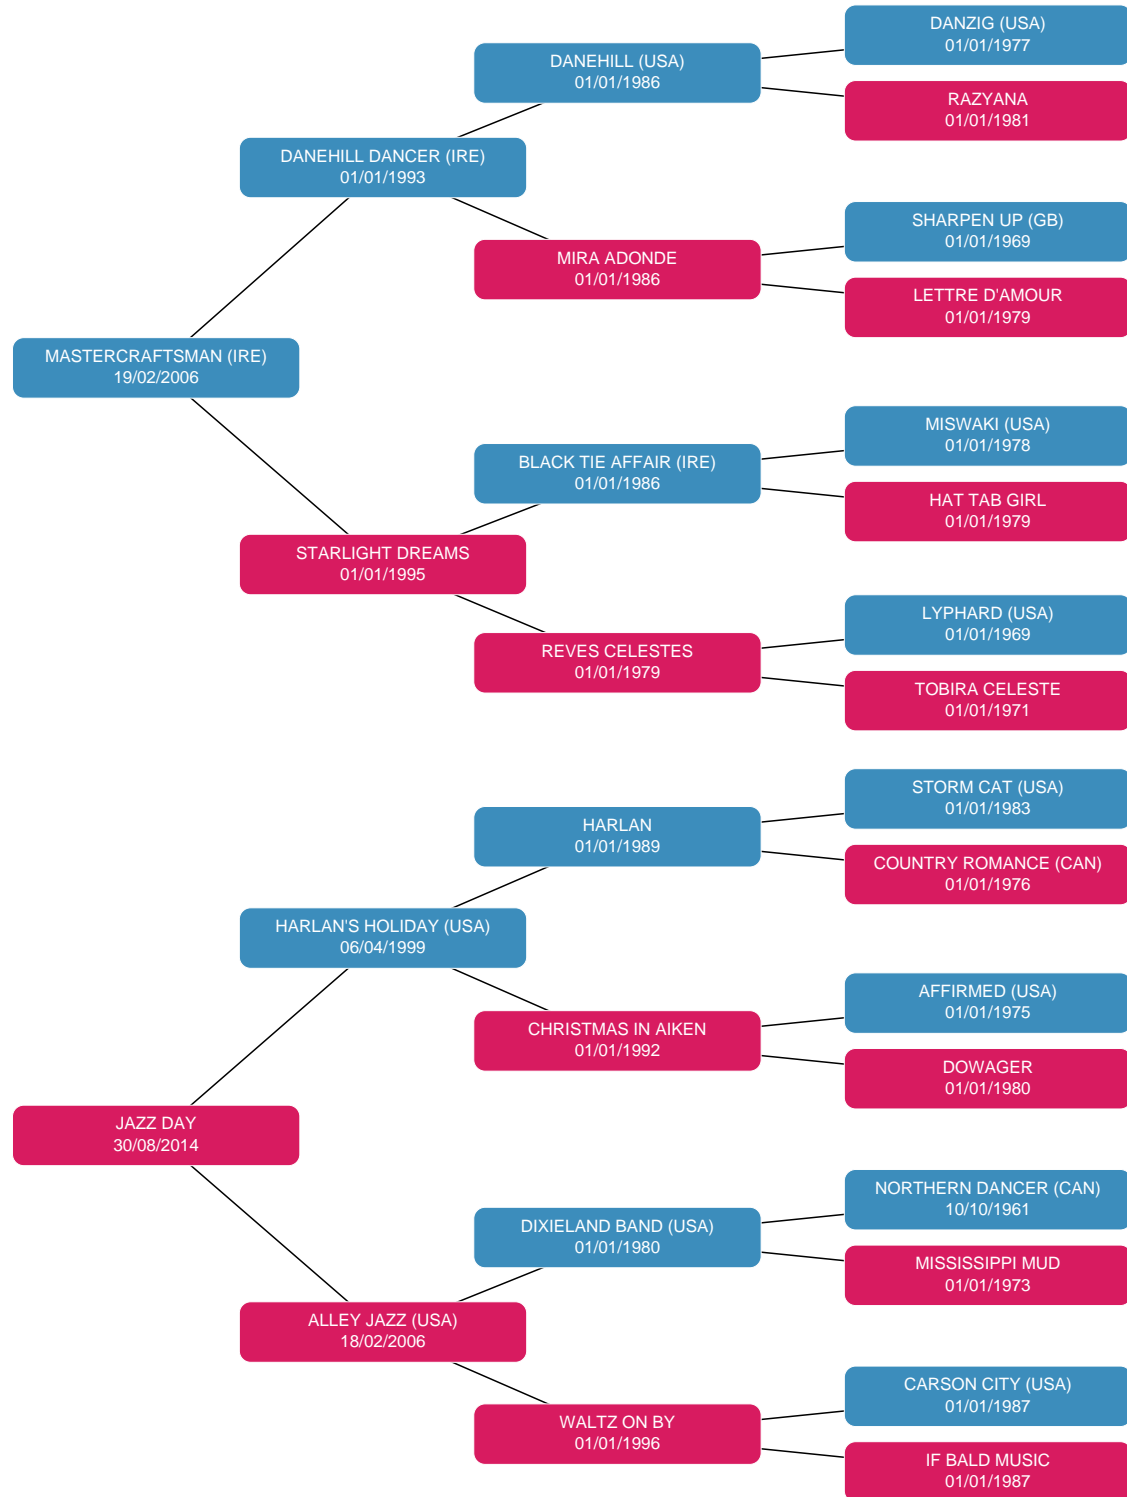 DANZIG (USA)
01/01/1977
DANEHILL (USA)
01/01/1986
RAZYANA
01/01/1981
DANEHILL DANCER (IRE)
01/01/1993
SHARPEN UP (GB)
01/01/1969
MIRA ADONDE
01/01/1986
LETTRE D'AMOUR
01/01/1979
MASTERCRAFTSMAN (IRE)
19/02/2006
MISWAKI (USA)
01/01/1978
BLACK TIE AFFAIR (IRE)
01/01/1986
HAT TAB GIRL
01/01/1979
STARLIGHT DREAMS
01/01/1995
LYPHARD (USA)
01/01/1969
REVES CELESTES
01/01/1979
TOBIRA CELESTE
01/01/1971
STORM CAT (USA)
01/01/1983
HARLAN
01/01/1989
COUNTRY ROMANCE (CAN)
01/01/1976
HARLAN'S HOLIDAY (USA)
06/04/1999
AFFIRMED (USA)
01/01/1975
CHRISTMAS IN AIKEN
01/01/1992
DOWAGER
01/01/1980
JAZZ DAY
30/08/2014
NORTHERN DANCER (CAN)
10/10/1961
DIXIELAND BAND (USA)
01/01/1980
MISSISSIPPI MUD
01/01/1973
ALLEY JAZZ (USA)
18/02/2006
CARSON CITY (USA)
01/01/1987
WALTZ ON BY
01/01/1996
IF BALD MUSIC
01/01/1987